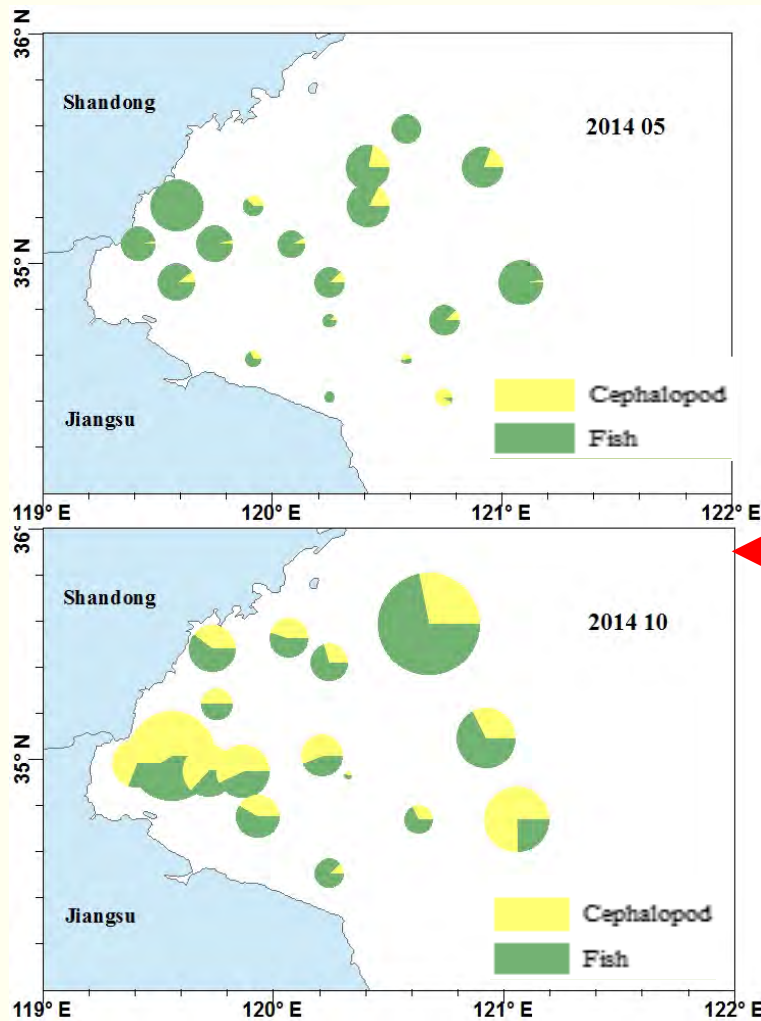 36° N
Shandong
2014 05
35° N
Jiangsu
Cephalopod
Fish
119° E 120° E 121° E 122° E
36° N
Shandong
2014 10
35° N
Jiangsu
Cephalopod
Fish
119° E 120° E 121° E 122° E